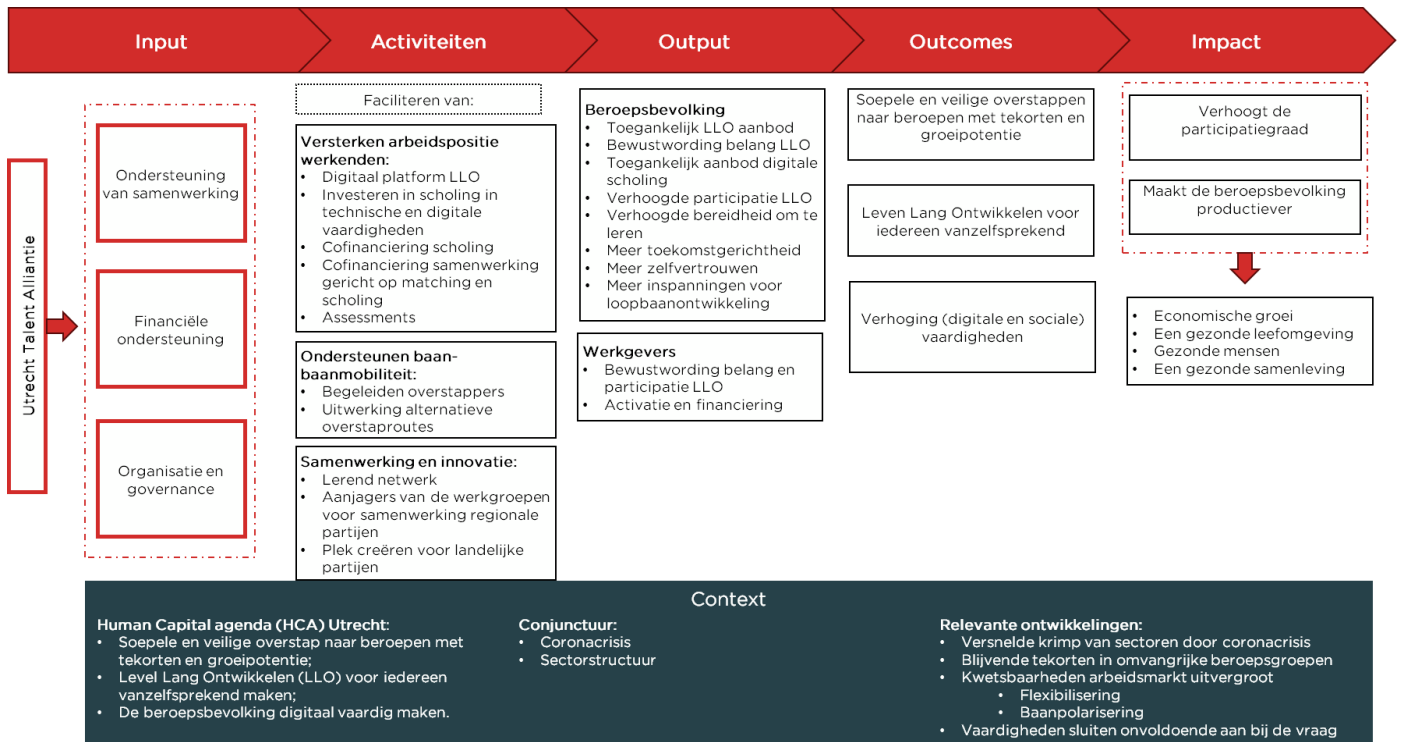 Input
Activiteiten
Output
Outcomes
Impact
Utrecht Talent Alliantie
Ondersteuning
van samenwerking
Financiële
ondersteuning
Organisatie en
governance
Faciliteren van:
Versterken arbeidspositie
werkenden:
• Digitaal platform LLO
• Investeren in scholing in
technische en digitale
vaardigheden
• Cofinanciering scholing
• Cofinanciering samenwerking
gericht op matching en
scholing
• Assessments
Ondersteunen baan-
baanmobiliteit:
• Begeleiden overstappers
• Uitwerking alternatieve
overstaproutes
Samenwerking en innovatie:
• Lerend netwerk
• Aanjagers van de werkgroepen
voor samenwerking regionale
partijen
• Plek creëren voor landelijke
partijen
Beroepsbevolking
• Toegankelijk LLO aanbod
• Bewustwording belang LLO
• Toegankelijk aanbod digitale
scholing
• Verhoogde participatie LLO
• Verhoogde bereidheid om te
leren
• Meer toekomstgerichtheid
• Meer zelfvertrouwen
• Meer inspanningen voor
loopbaanontwikkeling
Werkgevers
• Bewustwording belang en
participatie LLO
• Activatie en financiering
Soepele en veilige overstappen
naar beroepen met tekorten en
groeipotentie
Leven Lang Ontwikkelen voor
iedereen vanzelfsprekend
Verhoging (digitale en sociale)
vaardigheden
Verhoogt de
participatiegraad
Maakt de beroepsbevolking
productiever
• Economische groei
• Een gezonde leefomgeving
• Gezonde mensen
• Een gezonde samenleving
Context
Human Capital agenda (HCA) Utrecht:
• Soepele en veilige overstap naar beroepen met
tekorten en groeipotentie;
• Level Lang Ontwikkelen (LLO) voor iedereen
vanzelfsprekend maken;
• De beroepsbevolking digitaal vaardig maken.
Conjunctuur:
• Coronacrisis
• Sectorstructuur
Relevante ontwikkelingen:
• Versnelde krimp van sectoren door coronacrisis
• Blijvende tekorten in omvangrijke beroepsgroepen
• Kwetsbaarheden arbeidsmarkt uitvergroot
• Flexibilisering
• Baanpolarisering
• Vaardigheden sluiten onvoldoende aan bij de vraag